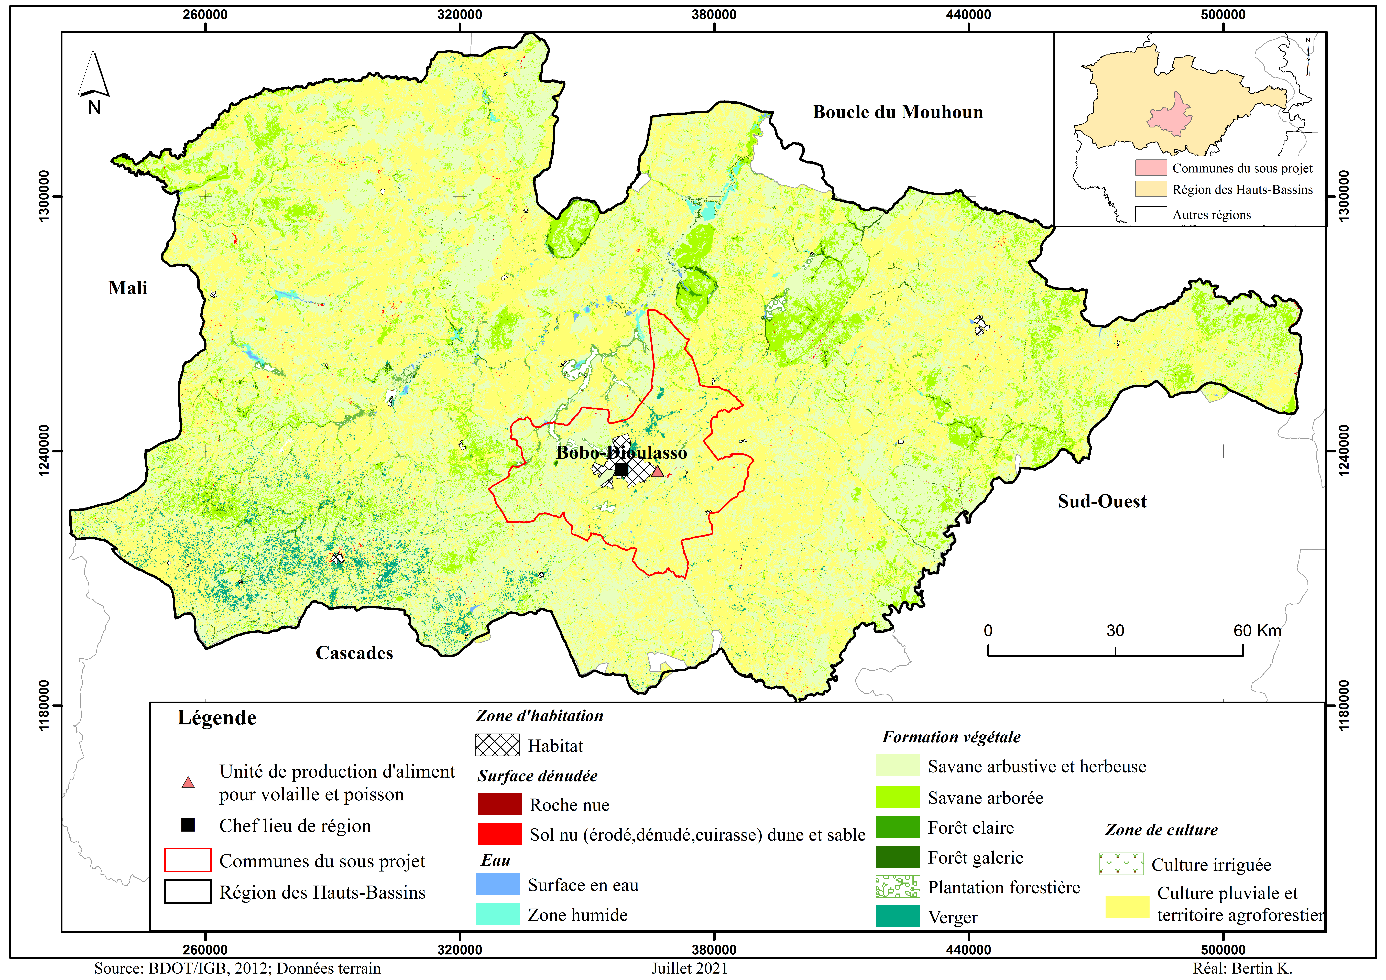 260000 320000 380000 440000 500000
N
Boucle du Mouhoun
N
Communes du sous projet
Région des Hauts-Bassins
Autres régions
1300000 1300000
Mali
1240000 1240000
Bobo-Dioulasso
Sud-Ouest
Cascades
0 30 60 Km
1180000 1180000
Légende
Unité de production d'aliment
pour volaille et poisson
Chef lieu de région
Communes du sous projet
Région des Hauts-Bassins
Zone d'habitation
Habitat
Surface dénudée
Roche nue
Sol nu (érodé,dénudé,cuirasse) dune et sable
Eau
Surface en eau
Zone humide
Formation végétale
Savane arbustive et herbeuse
Savane arborée
Forêt claire
Forêt galerie
Plantation forestière
Verger
Zone de culture
Culture irriguée
Culture pluviale et
territoire agroforestier
260000 320000 380000 440000 500000
Source: BDOT/IGB, 2012; Données terrain Juillet 2021 Réal: Bertin K.